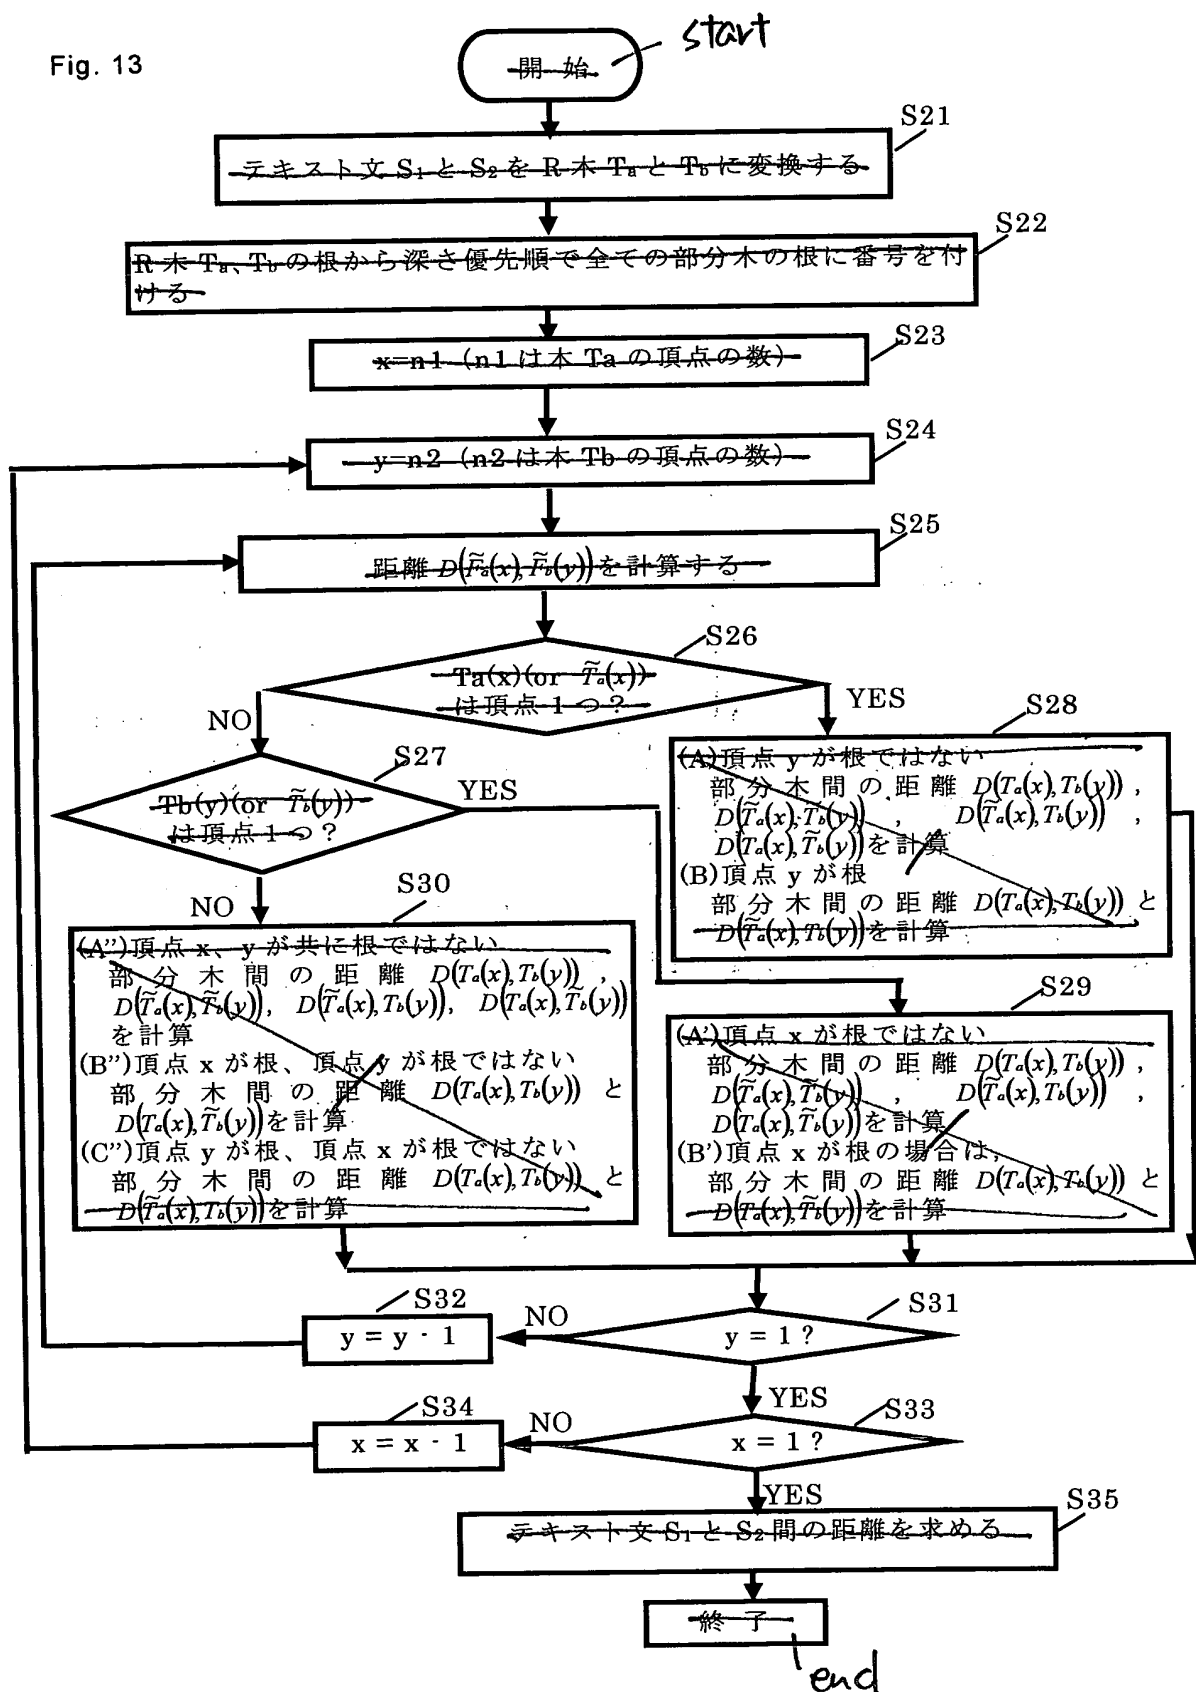 Fig. 13
start
開始
S21
テキスト文 S₁ と S₂ を R 木 Tₐ と T_b に変換する
S22
R 木 Tₐ、T_b の根から深さ優先順で全ての部分木の根に番号を付
ける
S23
x=n1 (n1 は木 Ta の頂点の数)
S24
y=n2 (n2 は木 Tb の頂点の数)
S25
距離 D(F̃ₐ(x), F̃_b(y)) を計算する
S26
Ta(x)(or T̃ₐ(x))
は頂点 1 つ?
NO
YES
S27
Tb(y)(or T̃_b(y))
は頂点 1 つ?
YES
NO
S28
(A)頂点 y が根ではない
部分木間の距離 D(Tₐ(x), T_b(y)),
D(T̃ₐ(x), T̃_b(y)), D(T̃ₐ(x), T_b(y)),
D(Tₐ(x), T̃_b(y)) を計算
(B)頂点 y が根
部分木間の距離 D(Tₐ(x), T_b(y)) と
D(T̃ₐ(x), T_b(y)) を計算
S30
(A'')頂点 x、y が共に根ではない
部分木間の距離 D(Tₐ(x), T_b(y)),
D(T̃ₐ(x), T̃_b(y)), D(T̃ₐ(x), T_b(y)), D(Tₐ(x), T̃_b(y))
を計算
(B'')頂点 x が根、頂点 y が根ではない
部分木間の距離 D(Tₐ(x), T_b(y)) と
D(Tₐ(x), T̃_b(y)) を計算
(C'')頂点 y が根、頂点 x が根ではない
部分木間の距離 D(Tₐ(x), T_b(y)) と
D(T̃ₐ(x), T_b(y)) を計算
S29
(A')頂点 x が根ではない
部分木間の距離 D(Tₐ(x), T_b(y)),
D(T̃ₐ(x), T̃_b(y)), D(T̃ₐ(x), T_b(y)),
D(Tₐ(x), T̃_b(y)) を計算
(B')頂点 x が根の場合は,
部分木間の距離 D(Tₐ(x), T_b(y)) と
D(Tₐ(x), T̃_b(y)) を計算
S31
y = 1 ?
NO
S32
y = y - 1
YES
S33
x = 1 ?
NO
S34
x = x - 1
YES
S35
テキスト文 S₁ と S₂ 間の距離を求める
終了
end